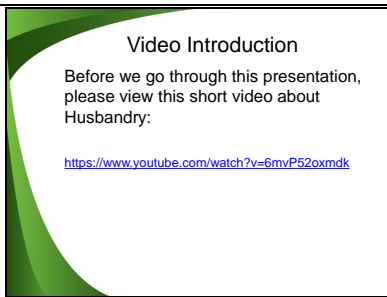 Video Introduction
Before we go through this presentation,
please view this short video about
Husbandry:
https://www.youtube.com/watch?v=6mvP52oxmdk